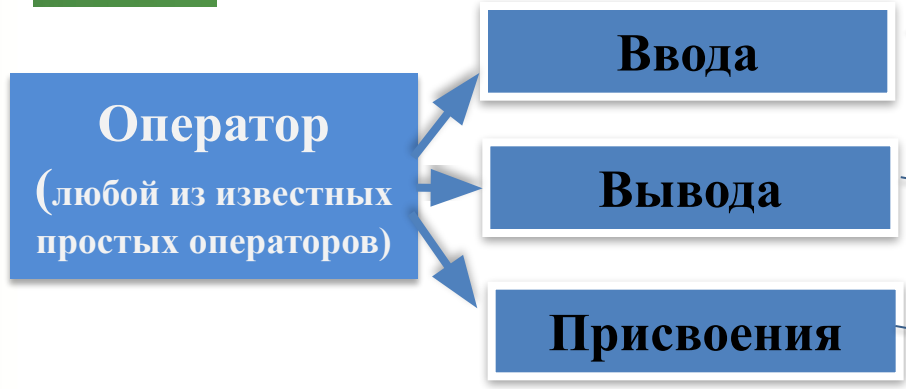 Ввода
Оператор
(любой из известных
простых операторов)
Вывода
Присвоения